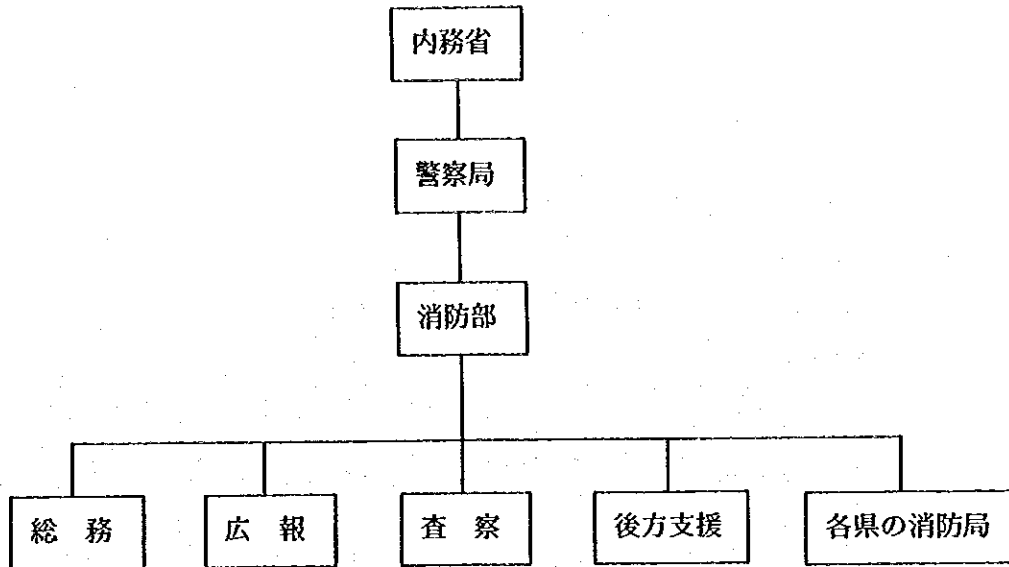 内務省
警察局
消防部
総　務
広　報
査　察
後方支援
各県の消防局